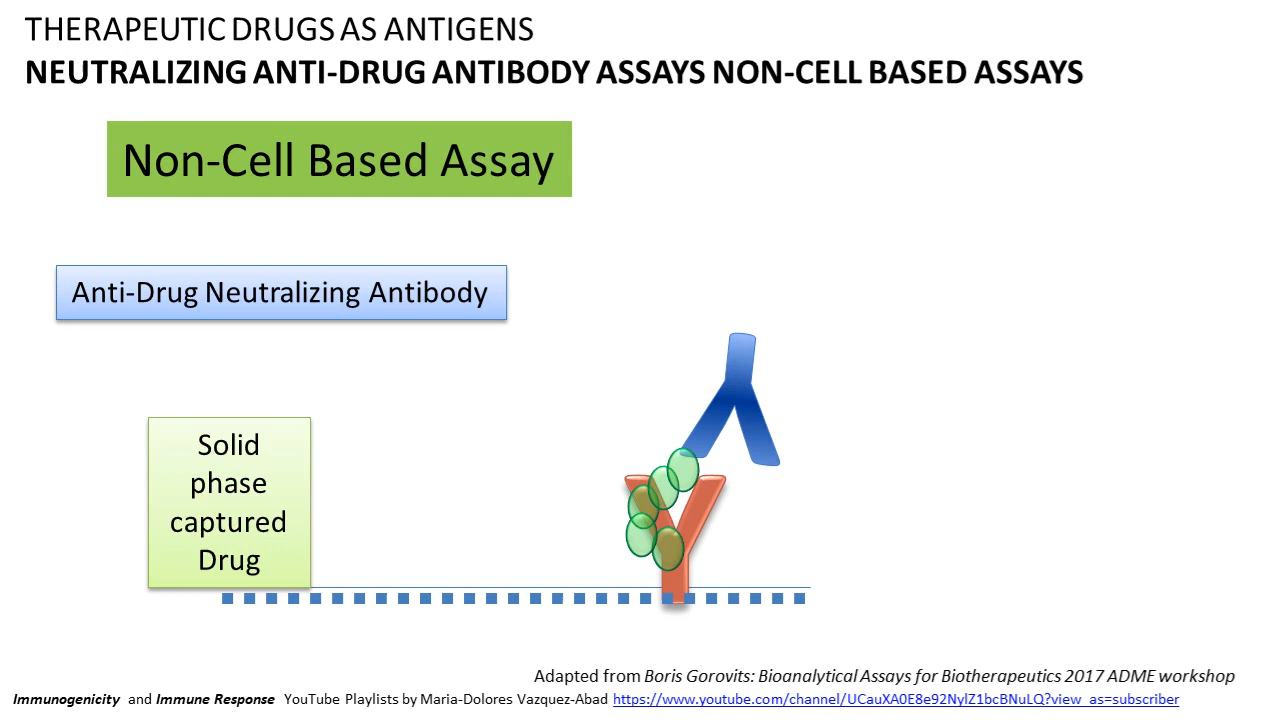 THERAPEUTIC DRUGS AS ANTIGENS
NEUTRALIZING ANTI-DRUG ANTIBODY ASSAYS NON-CELL BASED ASSAYS
Non-Cell Based Assay
Anti-Drug Neutralizing Antibody
Solid
phase
captured
Drug
Adapted from Boris Gorovits: Bioanalytical Assays for Biotherapeutics 2017 ADME workshop
Immunogenicity and Immune Response YouTube Playlists by Maria-Dolores Vazquez-Abad https://www.youtube.com/channel/UCauXA0E8e92NylZ1bcBNuLQ?view_as=subscriber